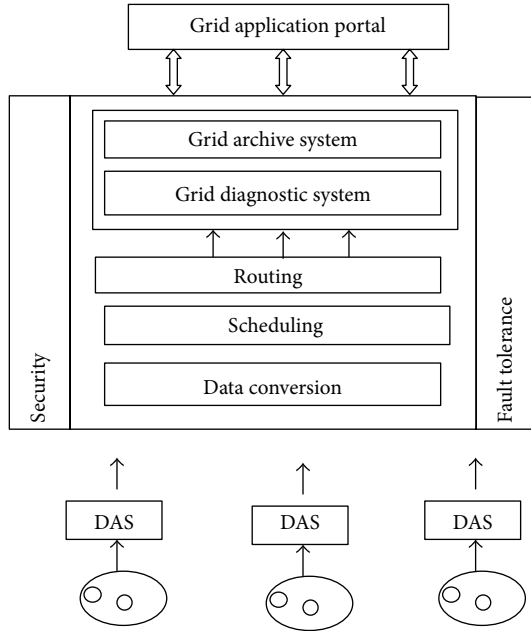 Grid application portal
Grid archive system
Grid diagnostic system
Routing
Scheduling
Data conversion
Security
Fault tolerance
DAS
DAS
DAS